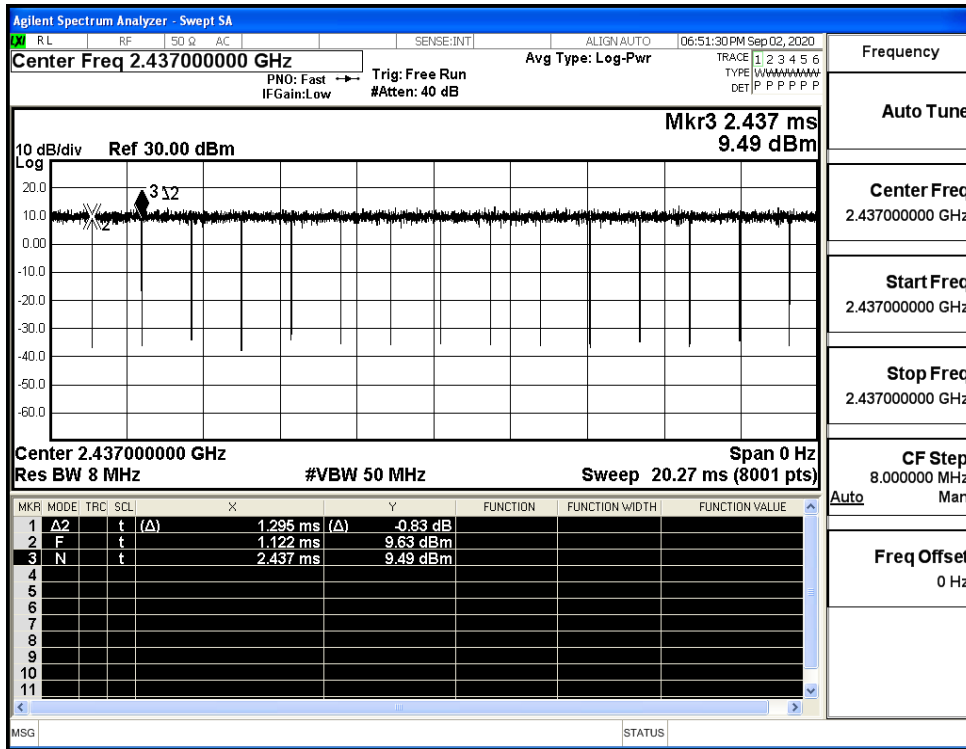 Agilent Spectrum Analyzer - Swept SA
LXI RL RF 50 Ω AC SENSE:INT ALIGN AUTO 06:51:30 PM Sep 02, 2020
Center Freq 2.437000000 GHz
PNO: Fast
IFGain:Low
Trig: Free Run
#Atten: 40 dB
Avg Type: Log-Pwr
TRACE 1 2 3 4 5 6
TYPE
DET P P P P P P
Mkr3 2.437 ms
9.49 dBm
10 dB/div Ref 30.00 dBm
Log
20.0
10.0
0.00
-10.0
-20.0
-30.0
-40.0
-50.0
-60.0
2
3 Δ2
Center 2.437000000 GHz Span 0 Hz
Res BW 8 MHz #VBW 50 MHz Sweep 20.27 ms (8001 pts)
MKR MODE TRC SCL X Y FUNCTION FUNCTION WIDTH FUNCTION VALUE
1 Δ2 t (Δ) 1.295 ms (Δ) -0.83 dB
2 F t 1.122 ms 9.63 dBm
3 N t 2.437 ms 9.49 dBm
4
5
6
7
8
9
10
11
MSG STATUS
Frequency
Auto Tune
Center Freq
2.437000000 GHz
Start Freq
2.437000000 GHz
Stop Freq
2.437000000 GHz
CF Step
8.000000 MHz
Auto Man
Freq Offset
0 Hz